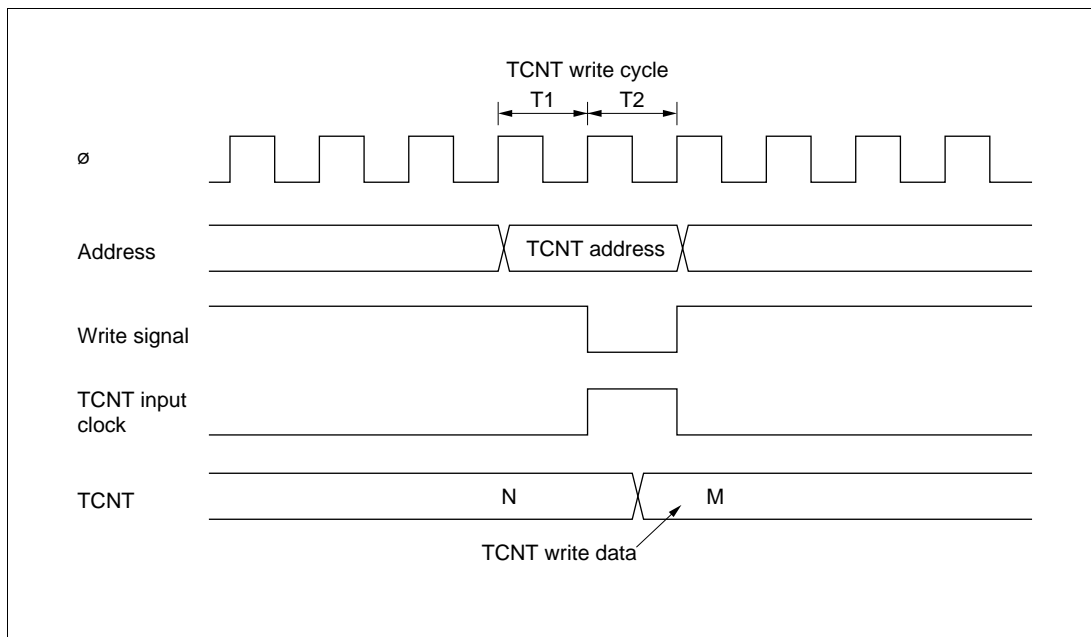 TCNT write cycle
T1 T2
ø
Address
TCNT address
Write signal
TCNT input
clock
TCNT
N M
TCNT write data